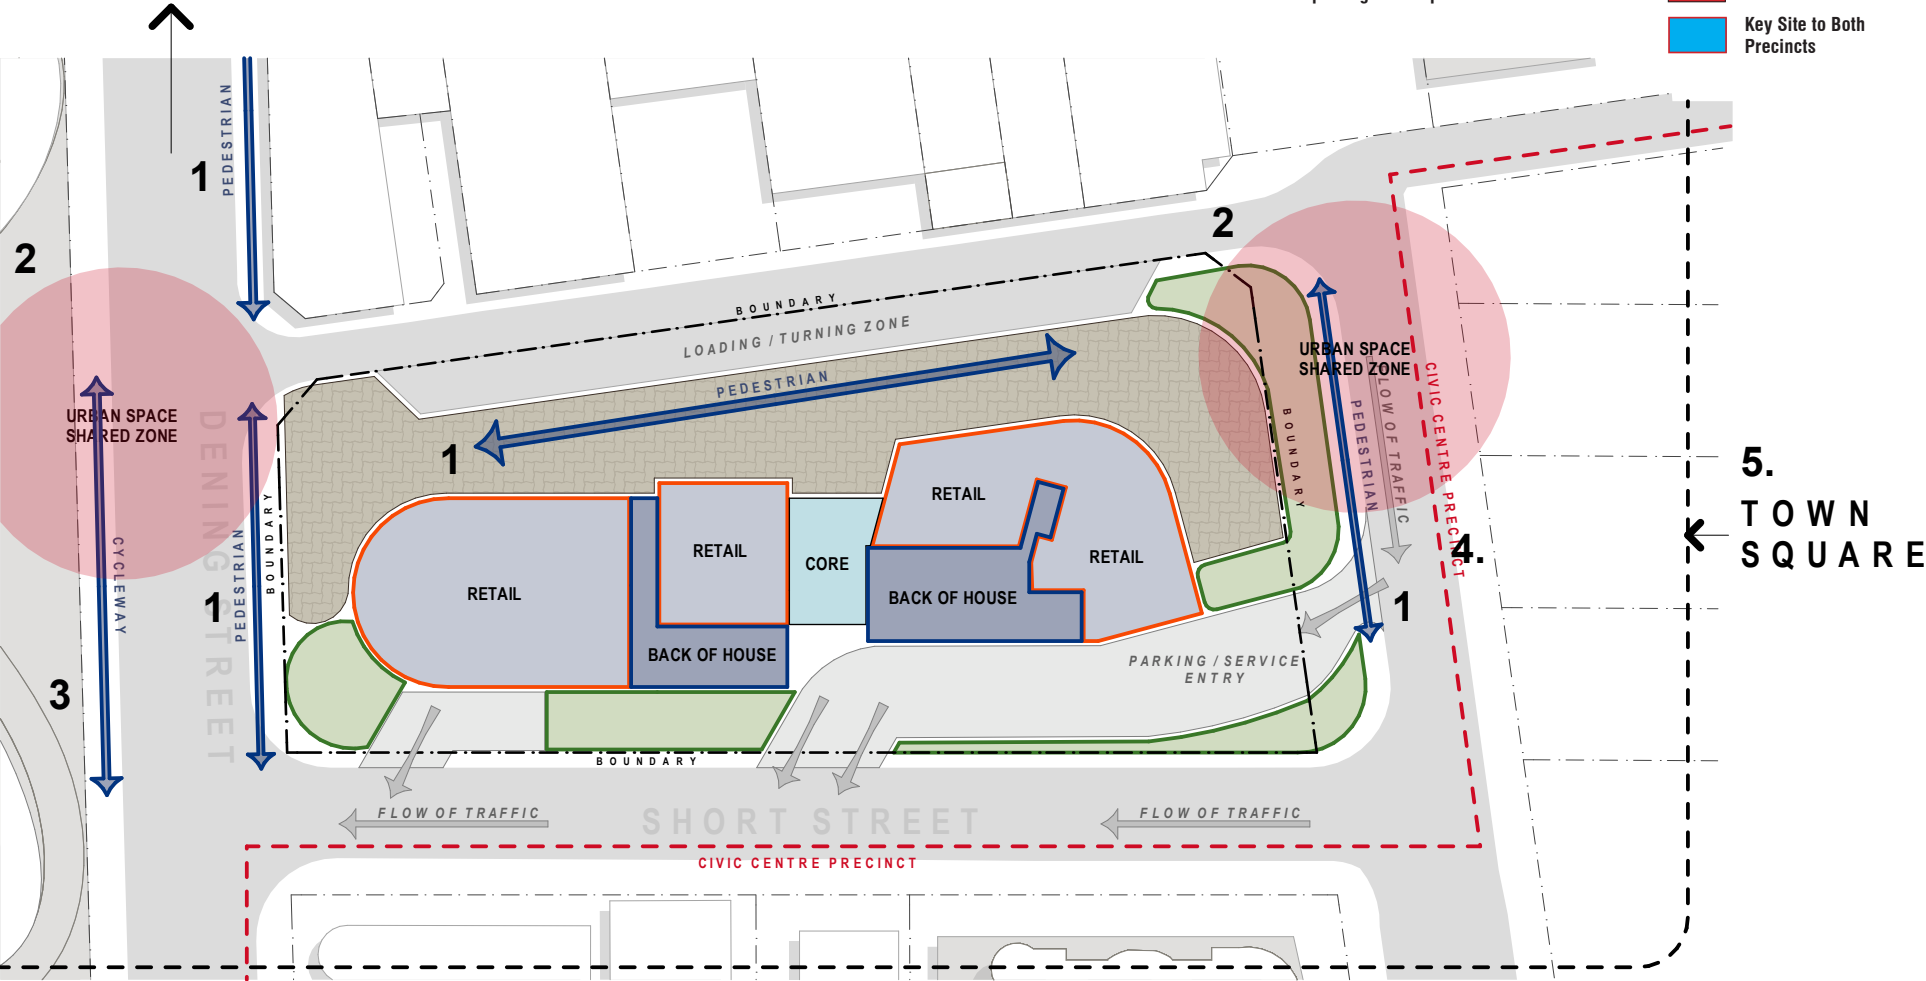 Key Site to Both
Precincts
PEDESTRIAN
1
2
2
BOUNDARY
LOADING / TURNING ZONE
PEDESTRIAN
URBAN SPACE
SHARED ZONE
URBAN SPACE
SHARED ZONE
FLOW OF TRAFFIC
CIVIC CENTRE PRECINCT
PEDESTRIAN
BOUNDARY
1
DENING STREET
BOUNDARY
PEDESTRIAN
CYCLEWAY
1
3
RETAIL
RETAIL
CORE
RETAIL
RETAIL
BACK OF HOUSE
BACK OF HOUSE
4.
5.
TOWN
SQUARE
1
PARKING / SERVICE
ENTRY
BOUNDARY
FLOW OF TRAFFIC
SHORT STREET
FLOW OF TRAFFIC
CIVIC CENTRE PRECINCT